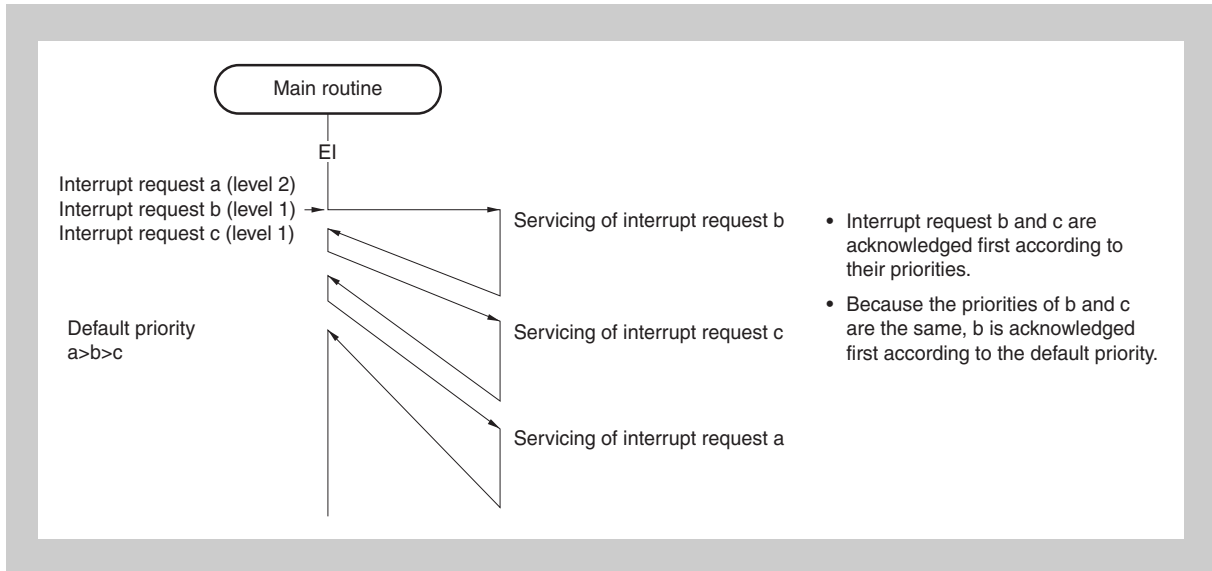 Main routine
EI
Interrupt request a (level 2)
Interrupt request b (level 1)
Interrupt request c (level 1)
Servicing of interrupt request b
• Interrupt request b and c are
acknowledged first according to
their priorities.
• Because the priorities of b and c
are the same, b is acknowledged
first according to the default priority.
Default priority
a>b>c
Servicing of interrupt request c
Servicing of interrupt request a